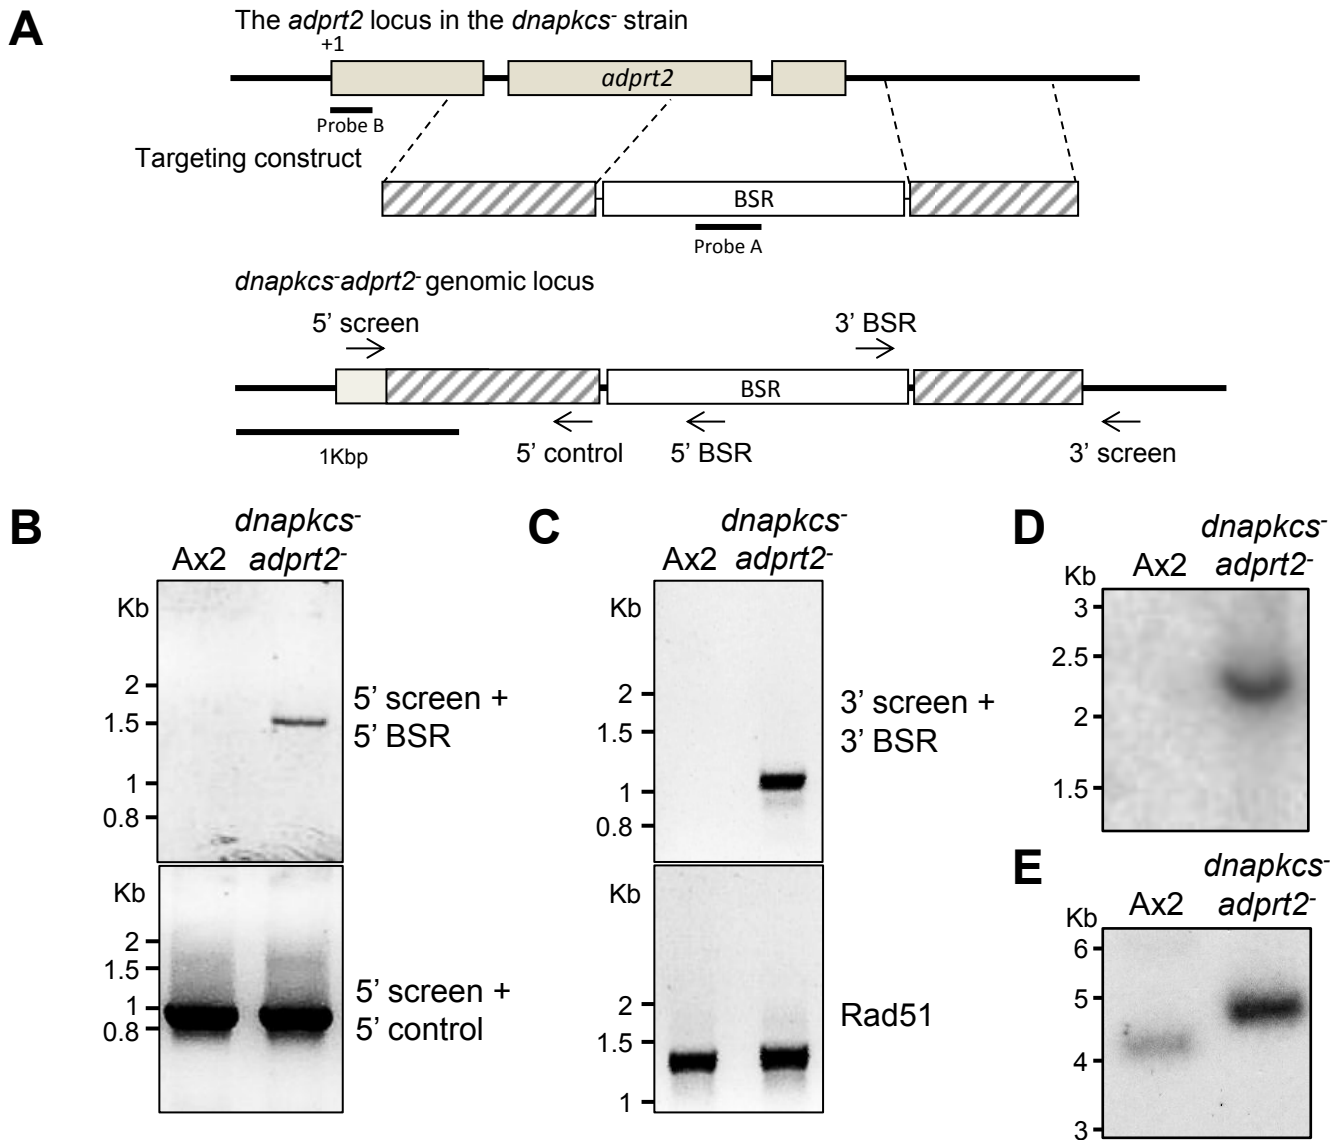 A
The adprt2 locus in the dnapkcs- strain
+1
adprt2
Probe B
Targeting construct
BSR
Probe A
dnapkcs-adprt2- genomic locus
5’ screen
3’ BSR
BSR
1Kbp
5’ control
5’ BSR
3’ screen
B
Ax2
dnapkcs-
adprt2-
Kb
2
1.5
1
0.8
5’ screen +
5’ BSR
Kb
2
1.5
1
0.8
5’ screen +
5’ control
C
Ax2
dnapkcs-
adprt2-
Kb
2
1.5
1
0.8
3’ screen +
3’ BSR
Kb
2
1.5
1
Rad51
D
Ax2
dnapkcs-
adprt2-
Kb
3
2.5
2
1.5
E
Ax2
dnapkcs-
adprt2-
Kb
6
5
4
3